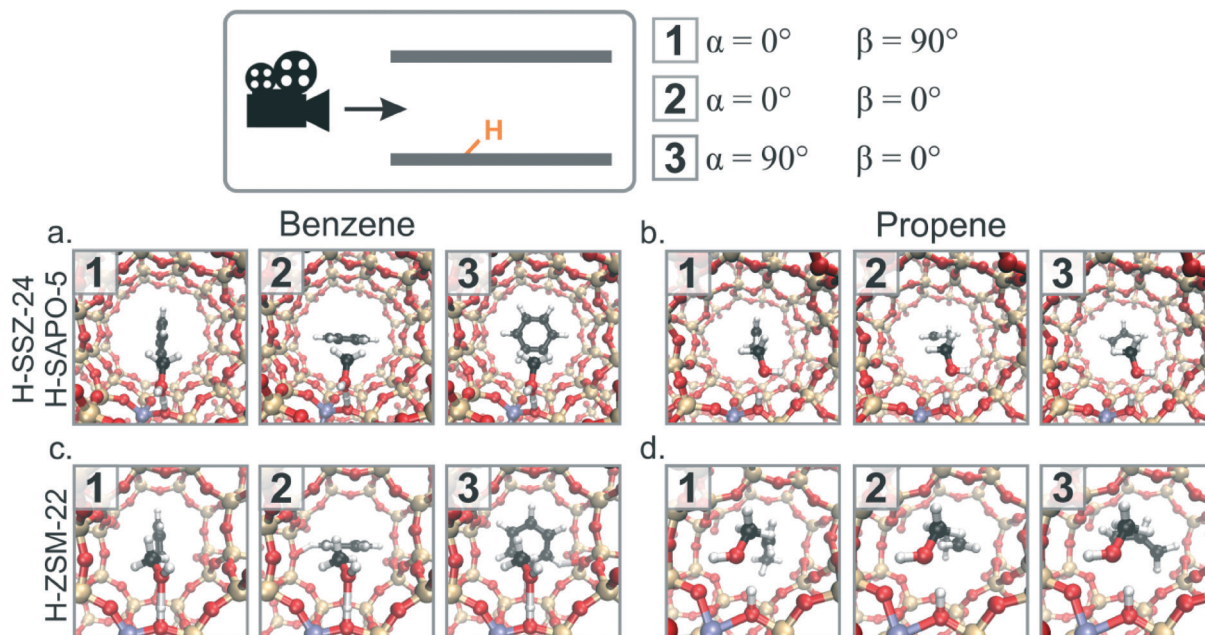 H
1 α = 0° β = 90°
2 α = 0° β = 0°
3 α = 90° β = 0°
Benzene
Propene
a.
b.
H-SSZ-24
H-SAPO-5
1
2
3
1
2
3
c.
d.
H-ZSM-22
1
2
3
1
2
3